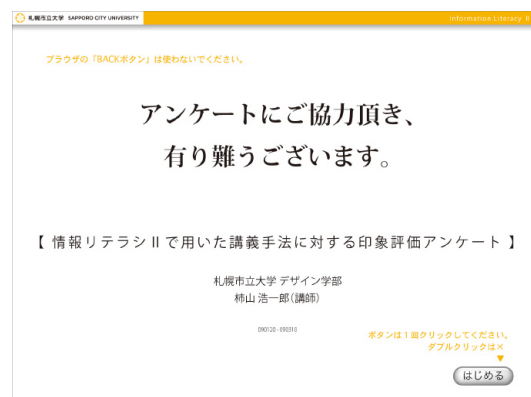 札幌市立大学 SAPPORO CITY UNIVERSITY
Information Literacy II
ブラウザの「BACKボタン」は使わないでください。
アンケートにご協力頂き、
有り難うございます。
【 情報リテラシⅡで用いた講義手法に対する印象評価アンケート 】
札幌市立大学 デザイン学部
柿山 浩一郎(講師)
090120 - 090310
ボタンは1回クリックしてください。
ダブルクリックは×
▼
はじめる